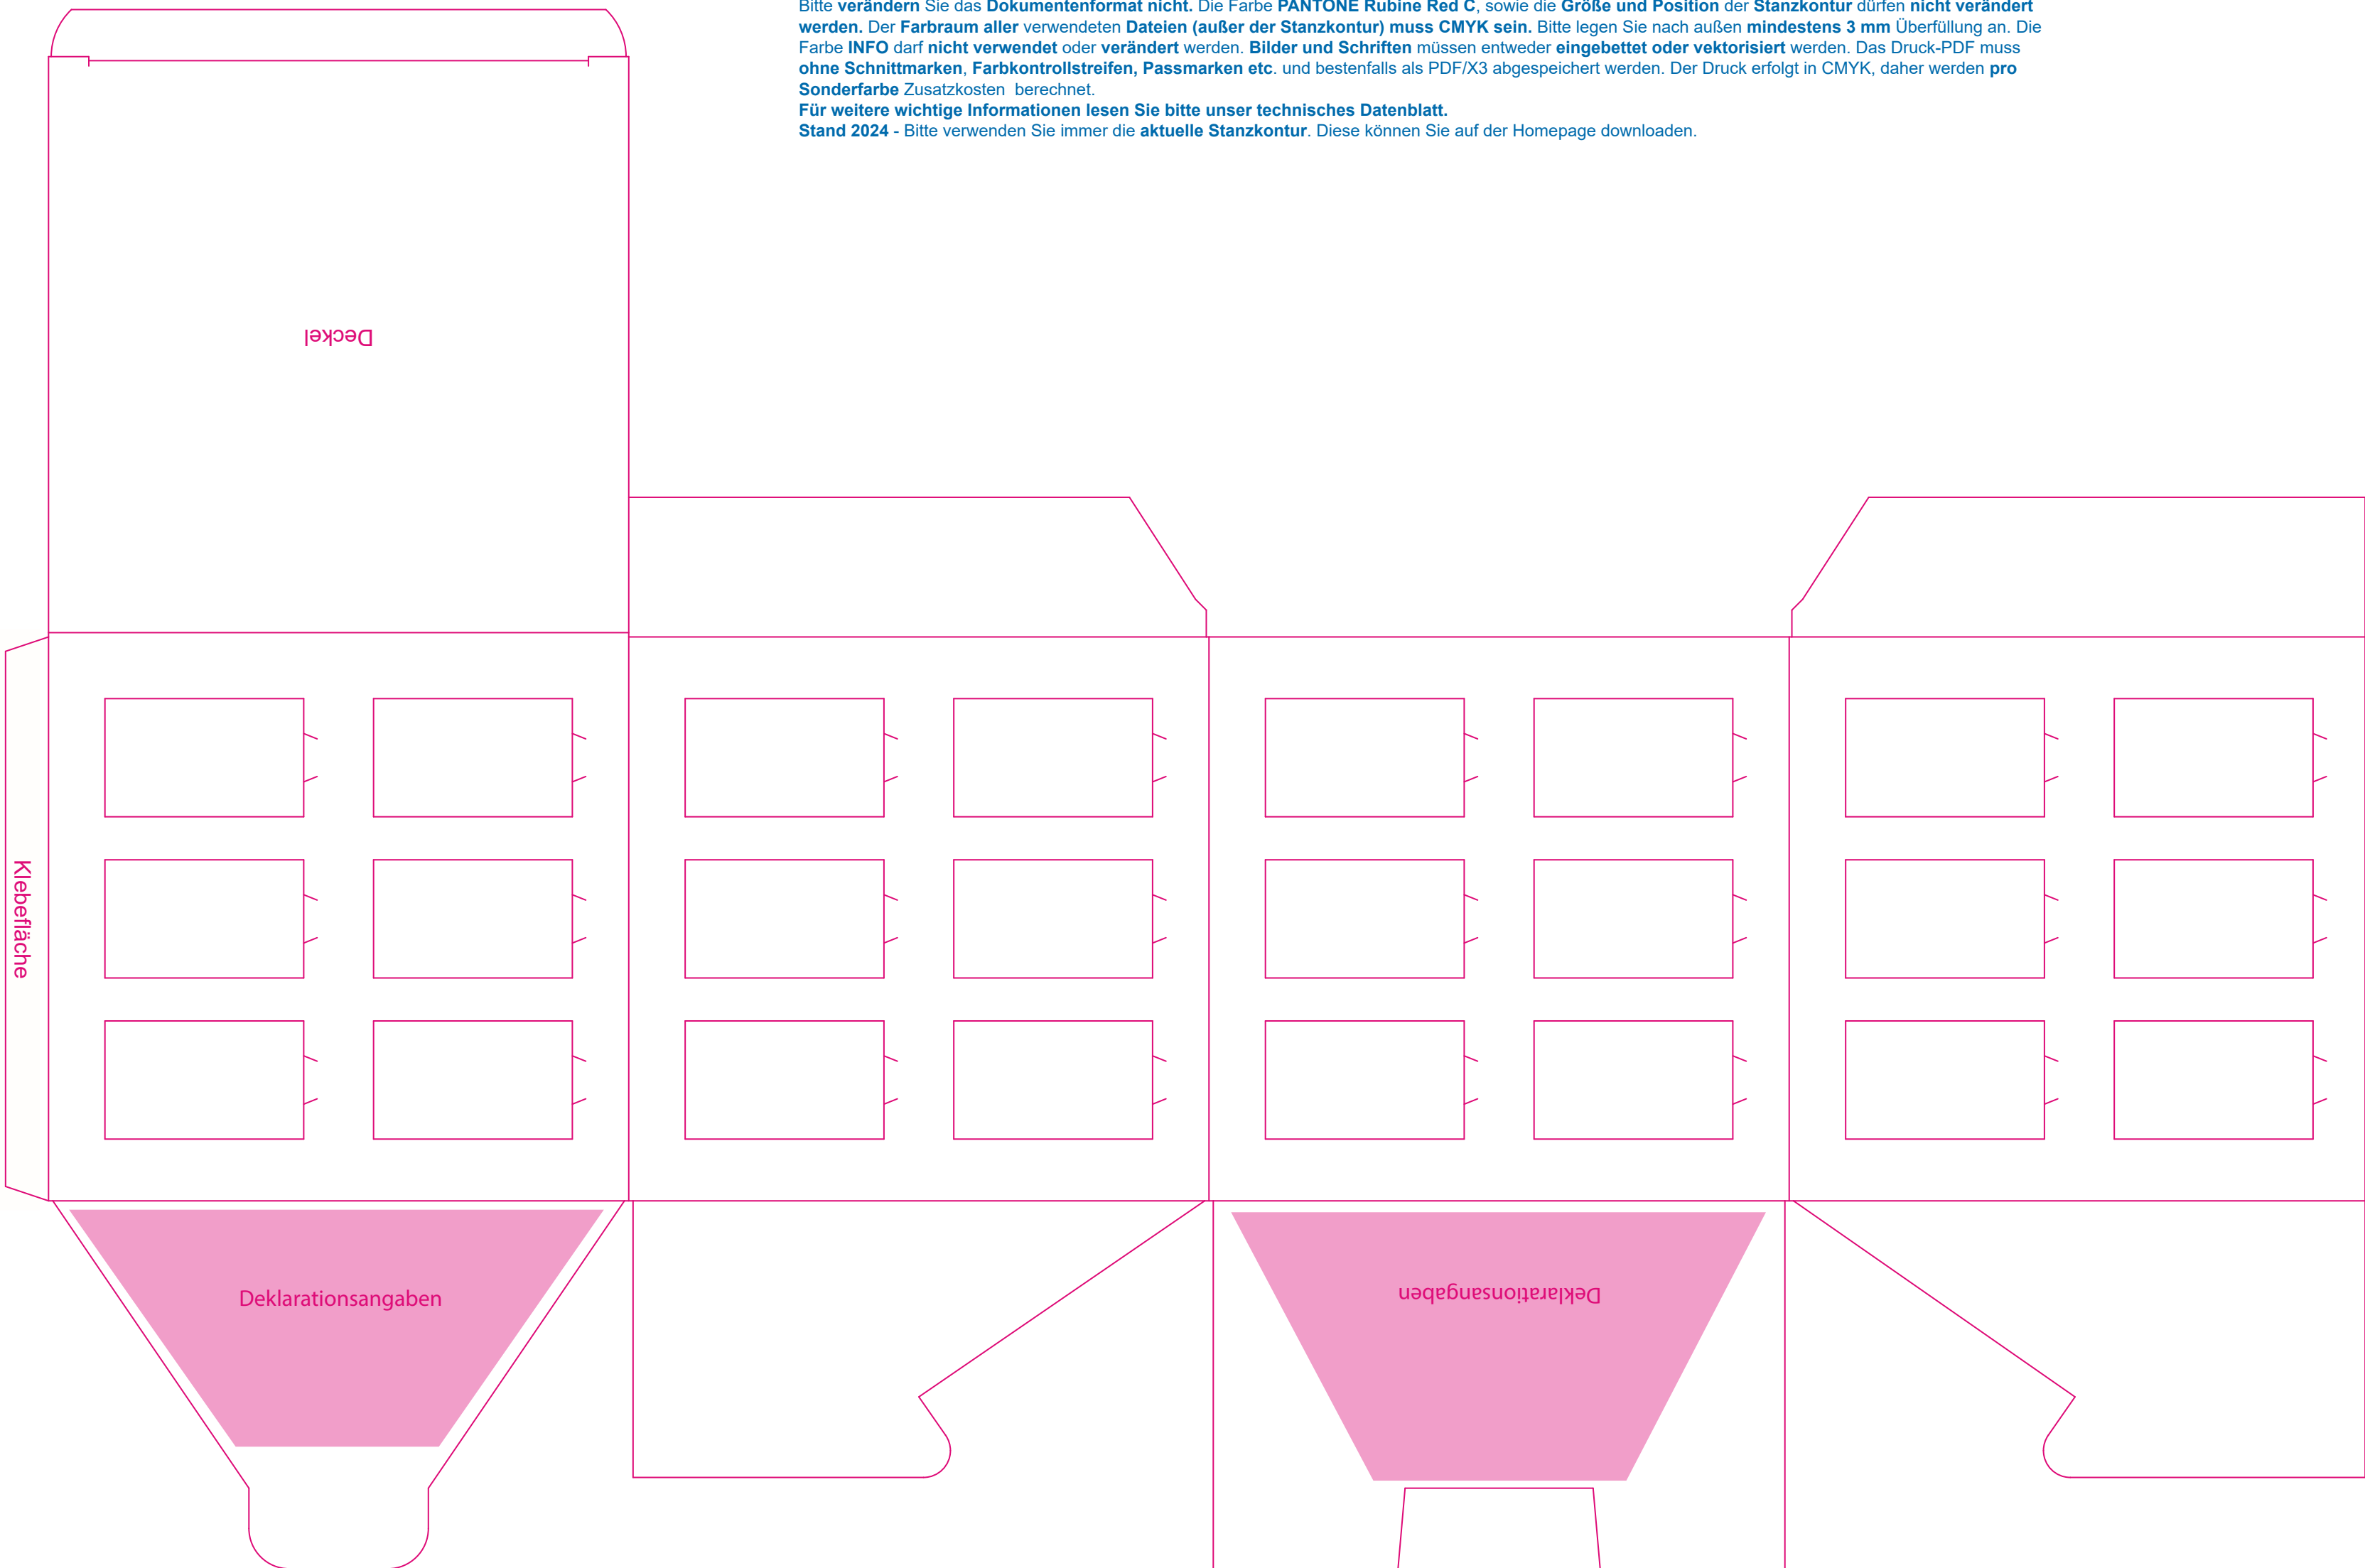 Bitte verändern Sie das Dokumentenformat nicht. Die Farbe PANTONE Rubine Red C, sowie die Größe und Position der Stanzkontur dürfen nicht verändert
werden. Der Farbraum aller verwendeten Dateien (außer der Stanzkontur) muss CMYK sein. Bitte legen Sie nach außen mindestens 3 mm Überfüllung an. Die
Farbe INFO darf nicht verwendet oder verändert werden. Bilder und Schriften müssen entweder eingebettet oder vektorisiert werden. Das Druck-PDF muss
ohne Schnittmarken, Farbkontrollstreifen, Passmarken etc. und bestenfalls als PDF/X3 abgespeichert werden. Der Druck erfolgt in CMYK, daher werden pro
Sonderfarbe Zusatzkosten berechnet.
Für weitere wichtige Informationen lesen Sie bitte unser technisches Datenblatt.
Stand 2024 - Bitte verwenden Sie immer die aktuelle Stanzkontur. Diese können Sie auf der Homepage downloaden.
Deckel
Klebefläche
Deklarationsangaben
Deklarationsangaben